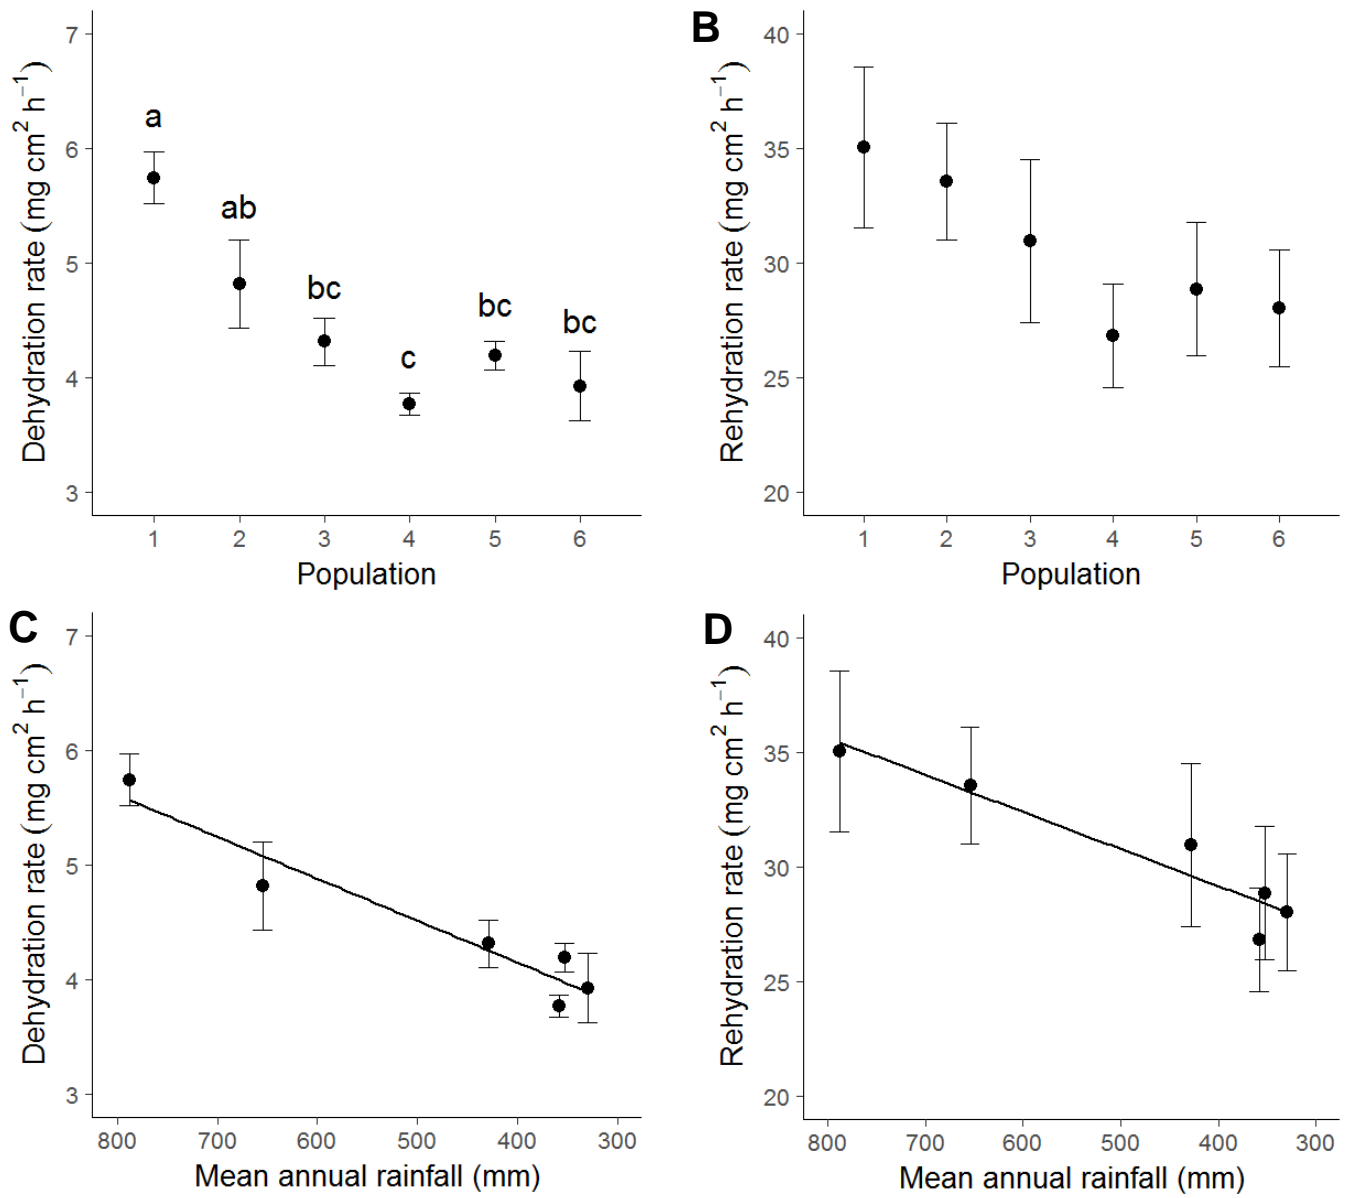 7
6
5
4
3
Dehydration rate (mg cm² h⁻¹)
a
ab
bc
c
bc
bc
1 2 3 4 5 6
Population
B
40
35
30
25
20
Rehydration rate (mg cm² h⁻¹)
1 2 3 4 5 6
Population
C
7
6
5
4
3
Dehydration rate (mg cm² h⁻¹)
800 700 600 500 400 300
Mean annual rainfall (mm)
D
40
35
30
25
20
Rehydration rate (mg cm² h⁻¹)
800 700 600 500 400 300
Mean annual rainfall (mm)